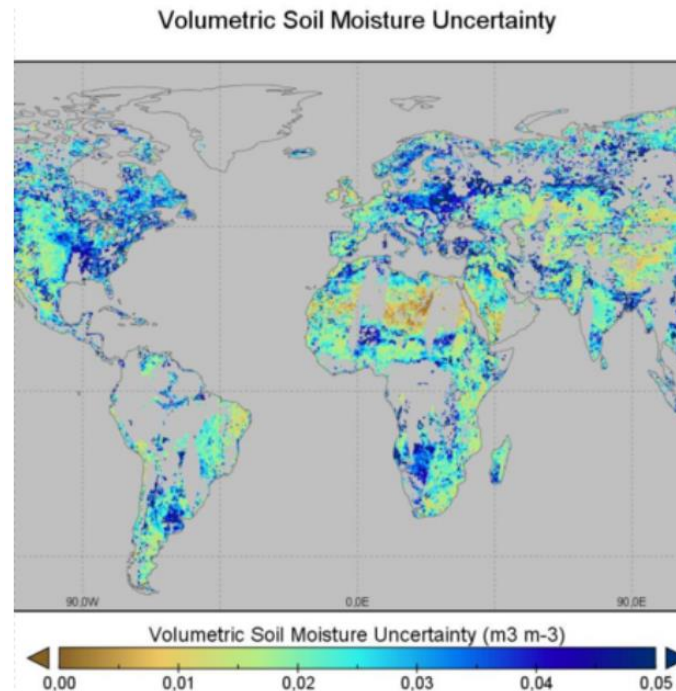 Volumetric Soil Moisture Uncertainty
90,0W 0,0E 90,0E
Volumetric Soil Moisture Uncertainty (m3 m-3)
0,00 0,01 0,02 0,03 0,04 0,05